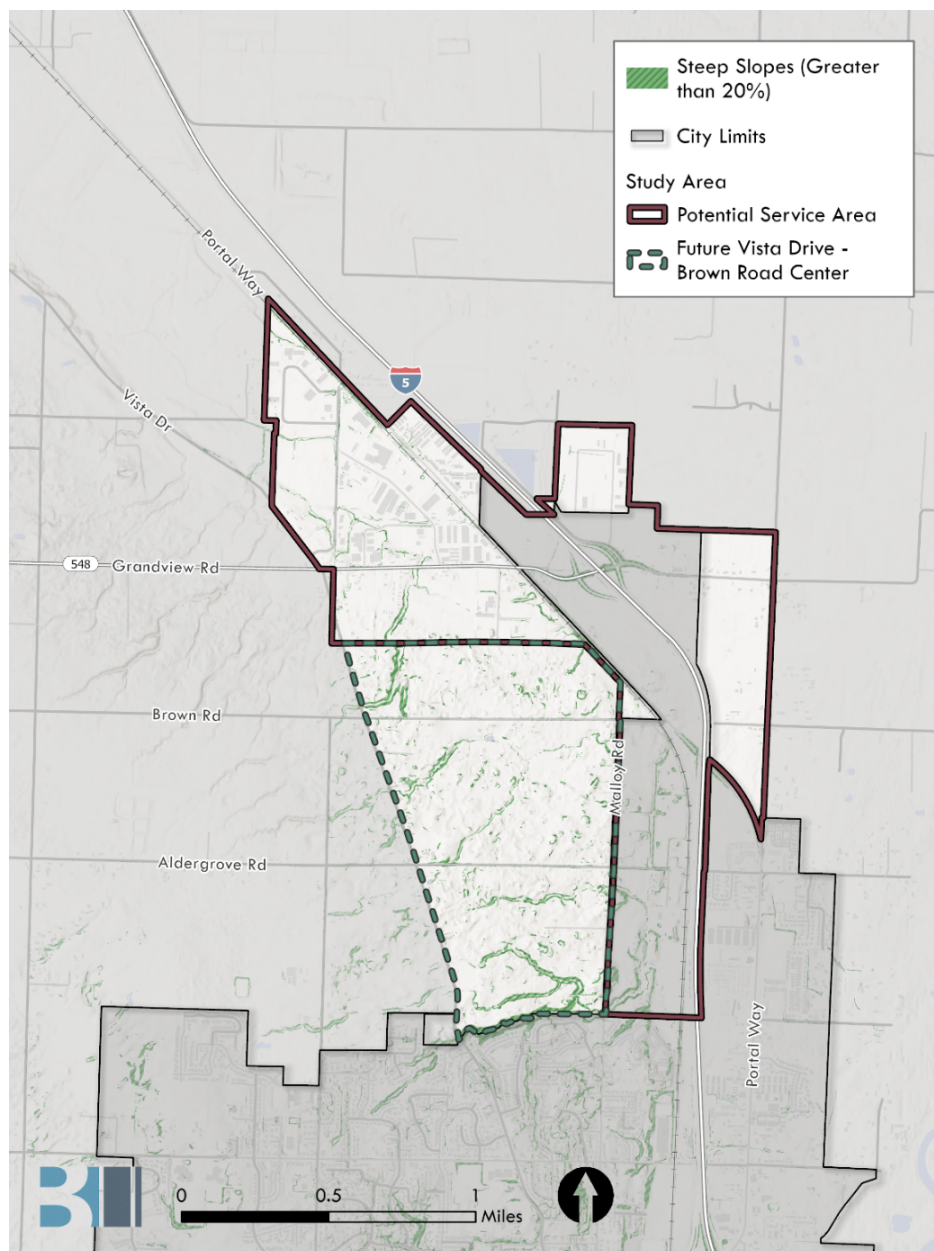 Steep Slopes (Greater
than 20%)
City Limits
Study Area
Potential Service Area
Future Vista Drive -
Brown Road Center
Portal Way
5
Vista Dr
548
Grandview Rd
Brown Rd
Malloy Rd
Aldergrove Rd
Portal Way
0
0.5
1
Miles